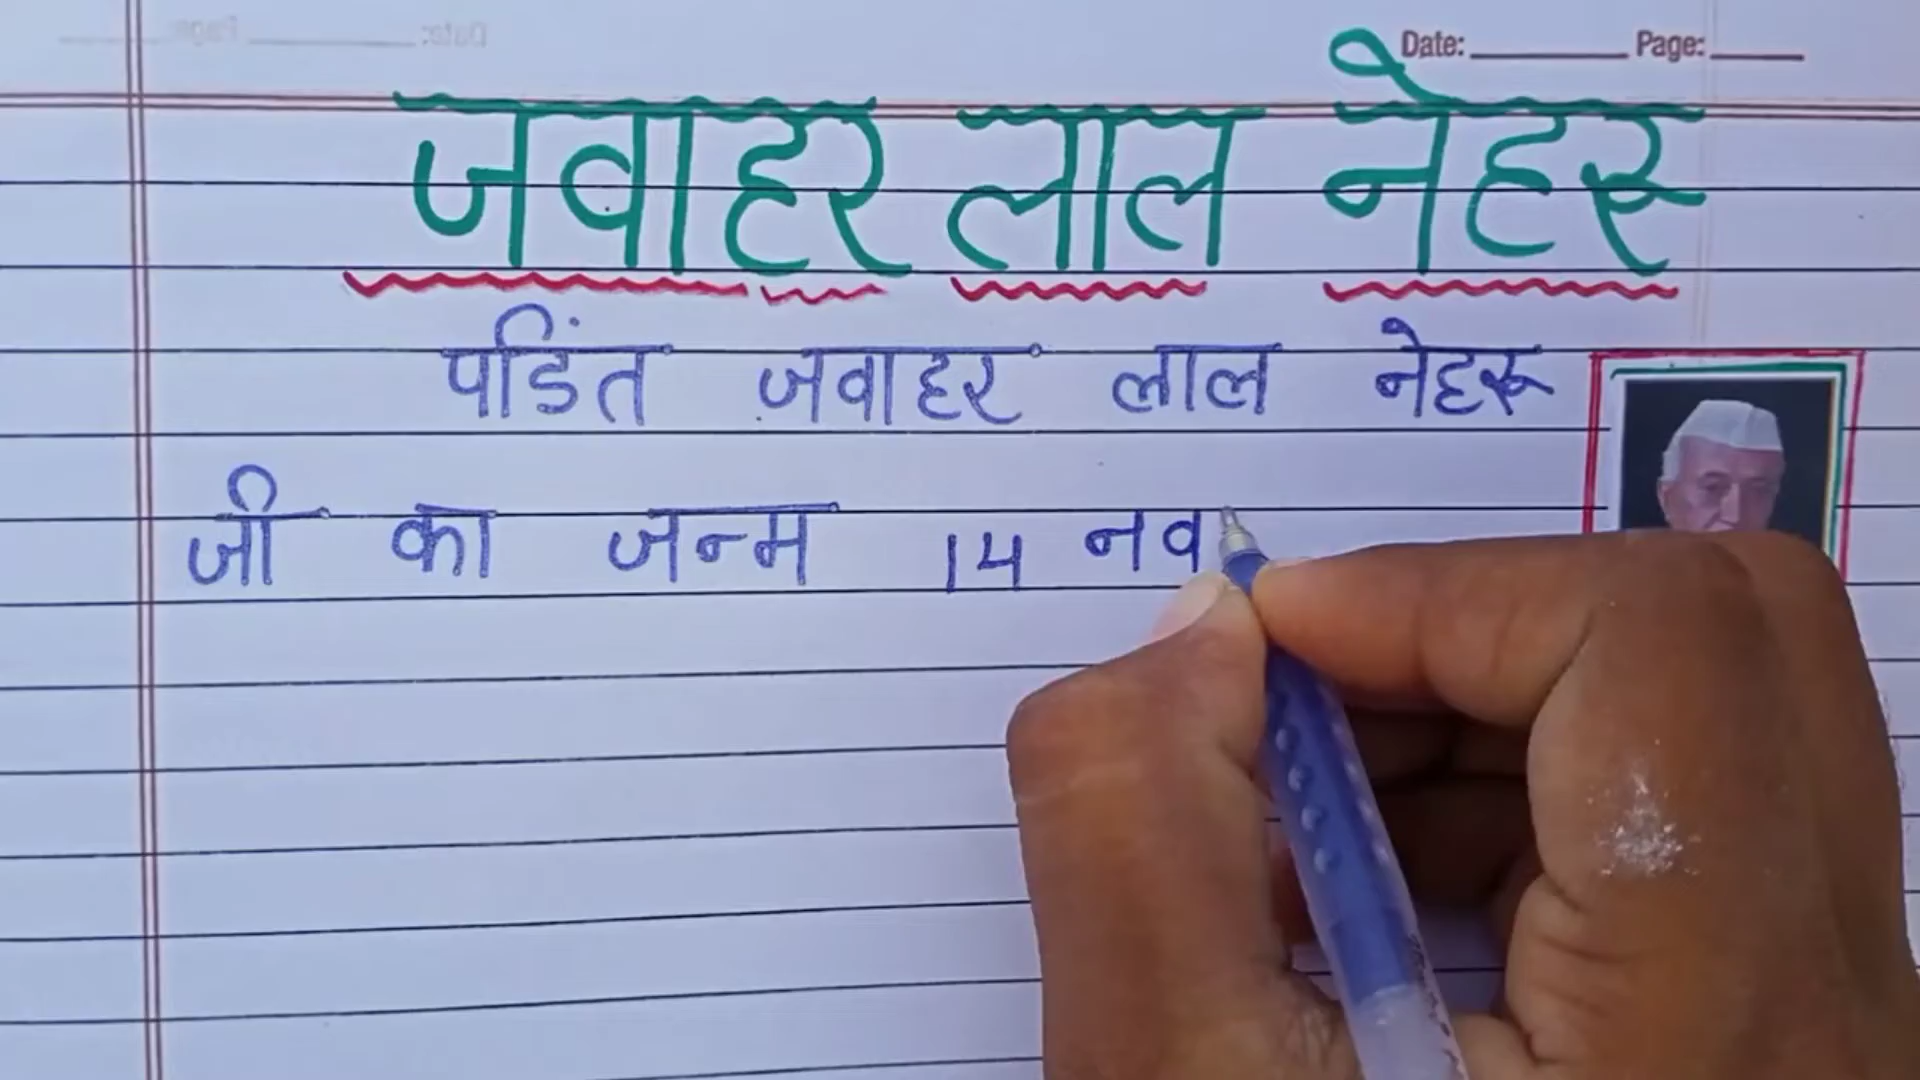 Date: Page:
जवाहर लाल नेहरू
पडिंत जवाहर लाल नेहरू
जी का जन्म 14 नव